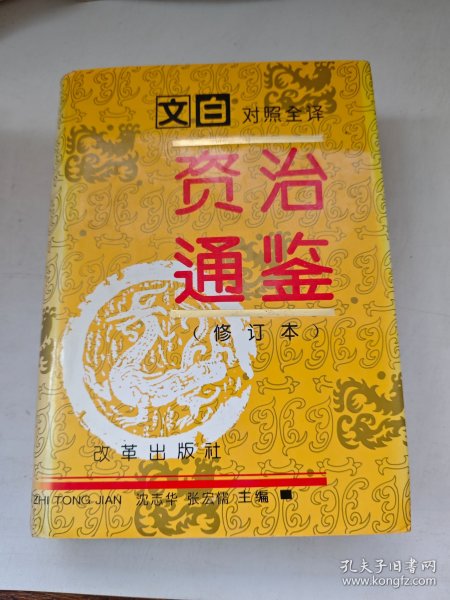 文白对照全译
资治
通鉴
(修订本)
改革出版社
ZHI TONG JIAN 沈志华 张宏儒 主编
孔夫子旧书网
www.kongfz.com